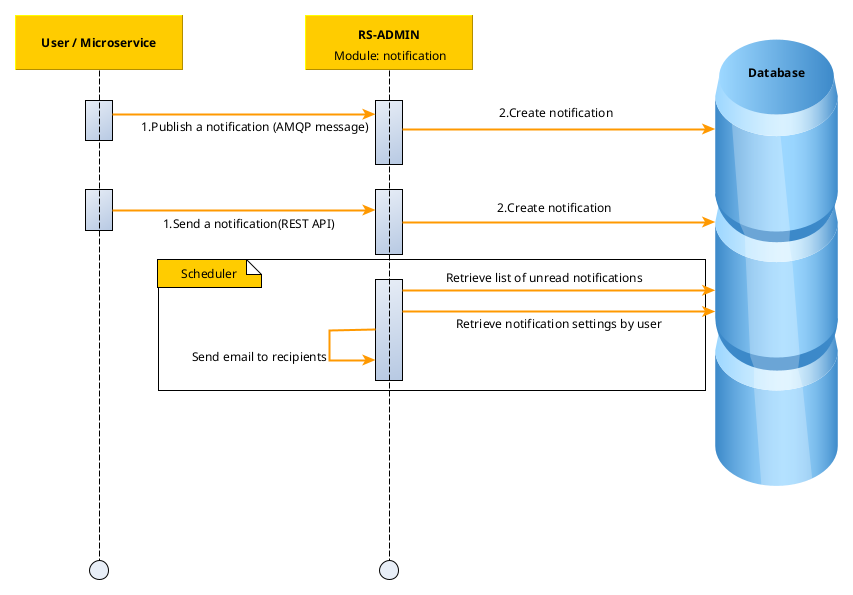 User / Microservice
RS-ADMIN
Module: notification
Database
1.Publish a notification (AMQP message)
2.Create notification
1.Send a notification(REST API)
2.Create notification
Scheduler
Retrieve list of unread notifications
Retrieve notification settings by user
Send email to recipients